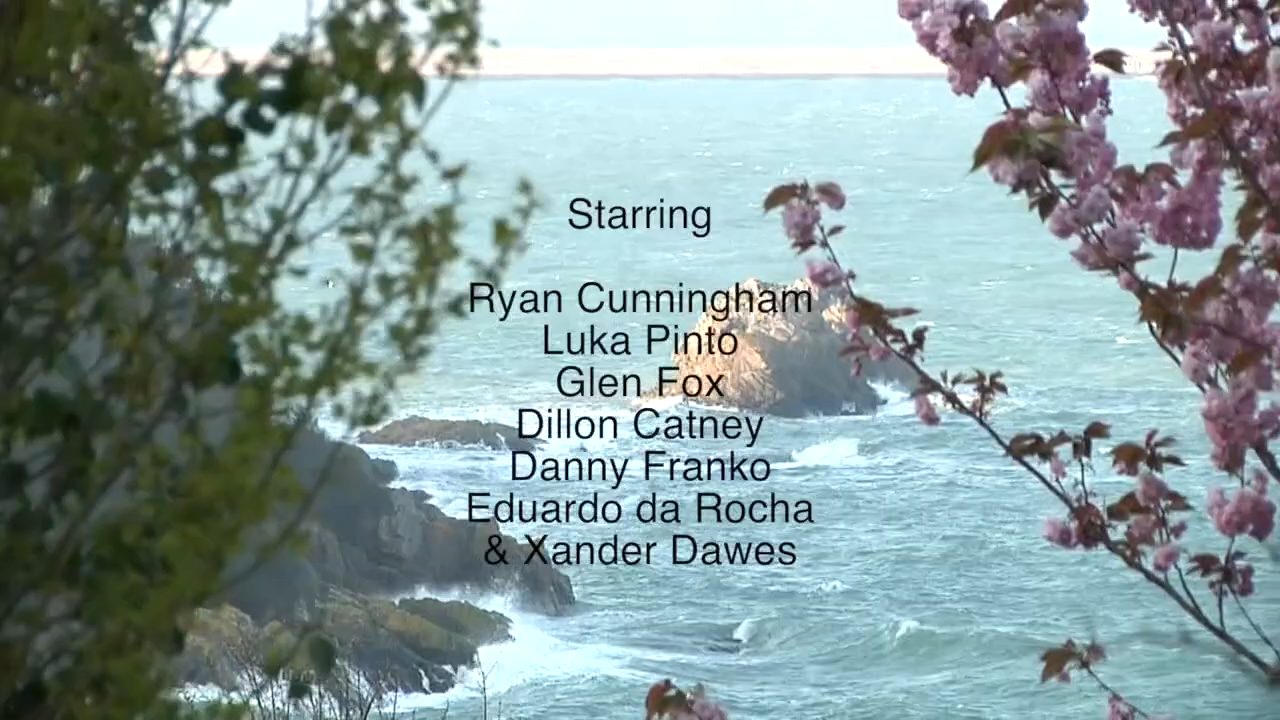 Starring
Ryan Cunningham
Luka Pinto
Glen Fox
Dillon Catney
Danny Franko
Eduardo da Rocha
& Xander Dawes